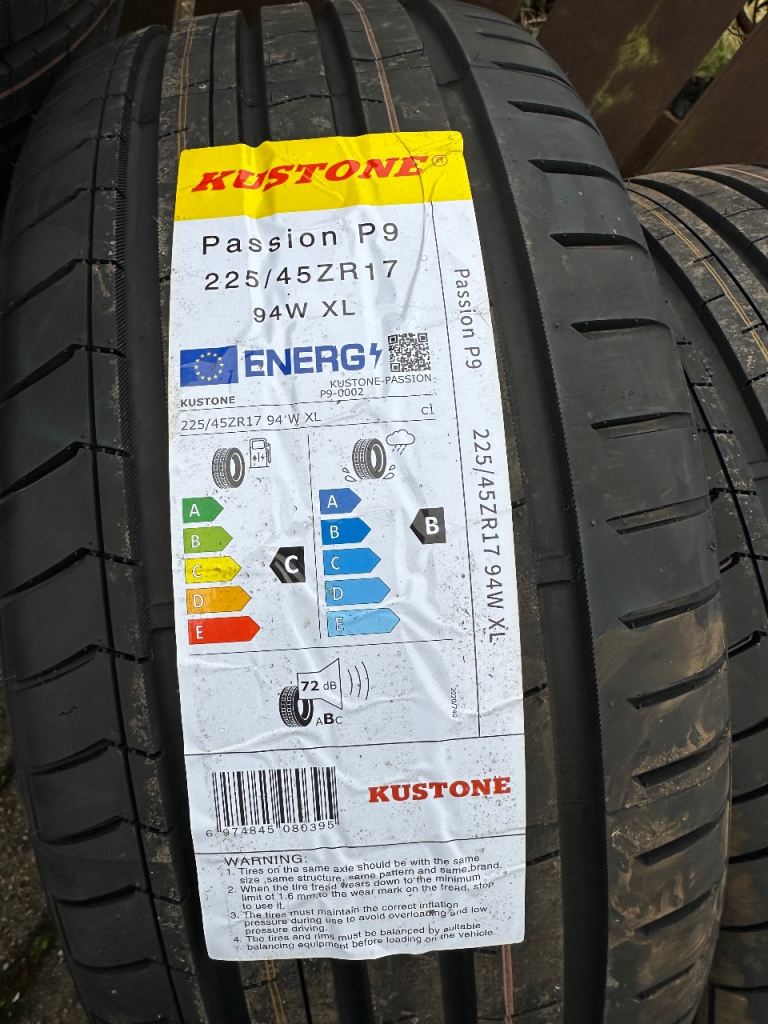 KUSTONE®
Passion P9
225/45ZR17
94W XL
ENERG
KUSTONE
KUSTONE-PASSION
P9-0002
225/45ZR17 94 W XL
C1
A
B
C
D
E
C
A
B
C
D
E
B
72 dB
ABC
2020/740
Passion P9 225/45ZR17 94W XL
6 974845 080395
KUSTONE
WARNING:
1. Tires on the same axle should be with the same
size ,same structure, same pattern and same,brand.
2. When the tire tread wears down to the minimum
limit of 1.6 mm,to the wear mark on the tread, stop
to use it.
3. The tires must maintain the correct inflation
pressure during use to avoid overloading and low
pressure driving.
4. The tires and rims must be balanced by suitable
balancing equipment before loading on the vehicle.